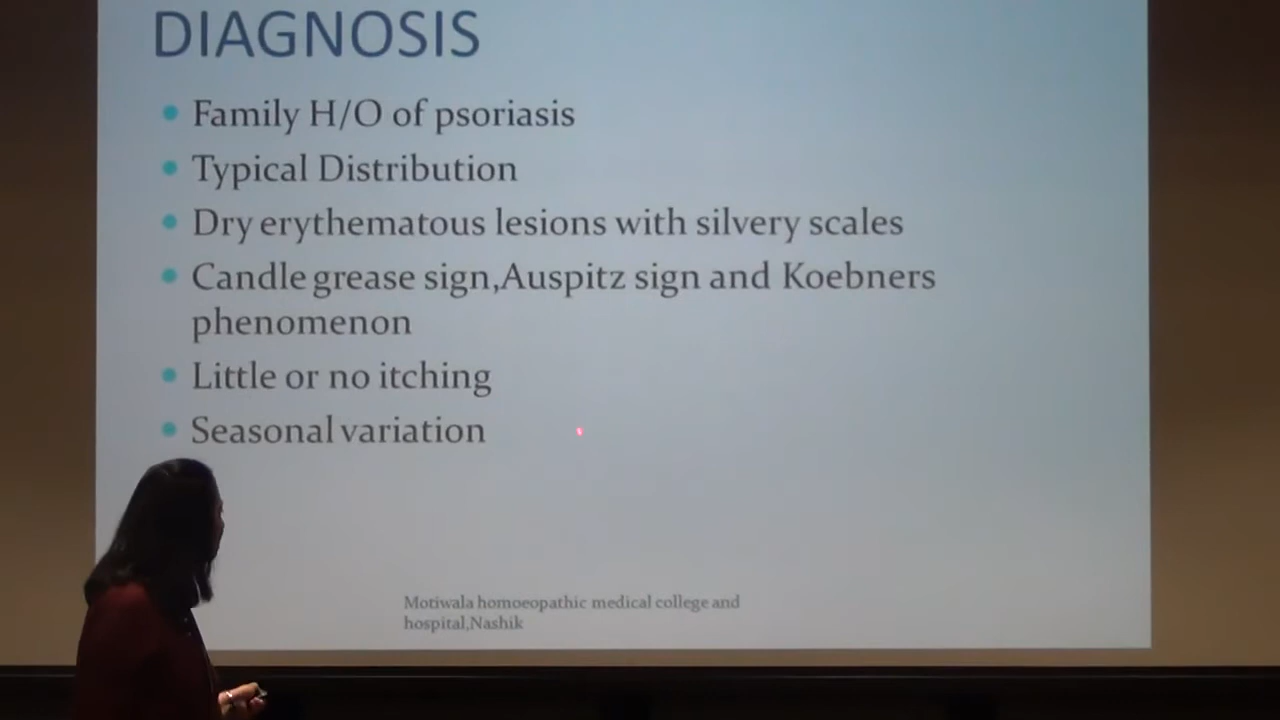 DIAGNOSIS
Family H/O of psoriasis
Typical Distribution
Dry erythematous lesions with silvery scales
Candle grease sign,Auspitz sign and Koebners
phenomenon
Little or no itching
Seasonal variation
Motiwala homoeopathic medical college and
hospital,Nashik